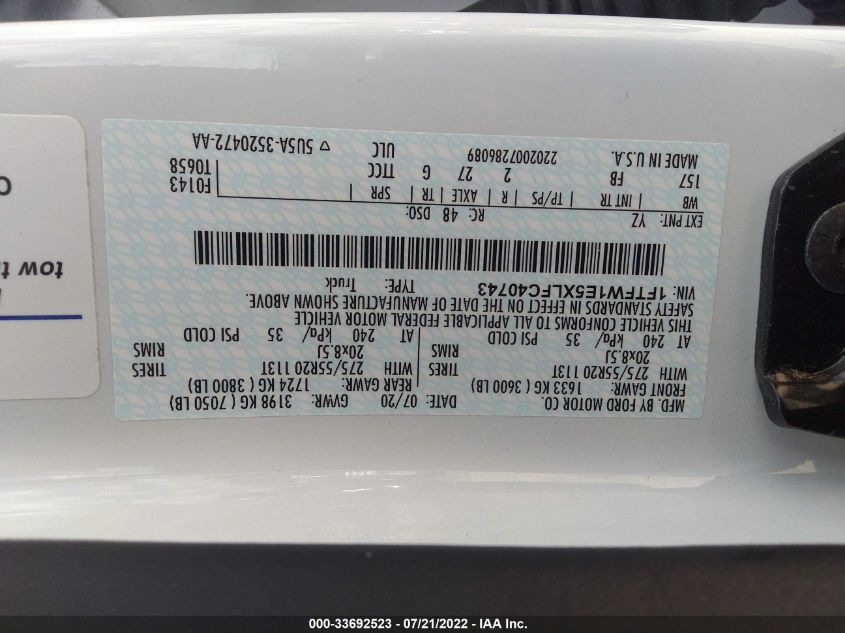 MFD. BY FORD MOTOR CO.
DATE: 07/20 GVWR: 3198 KG ( 7050 LB)
FRONT GAWR: 1633 KG ( 3600 LB) REAR GAWR: 1724 KG ( 3800 LB)
WITH 275/55R20 113T TIRES WITH 275/55R20 113T TIRES
20x8.5J RIMS 20x8.5J RIMS
AT 240 kPa/ 35 PSI COLD AT 240 kPa/ 35 PSI COLD
THIS VEHICLE CONFORMS TO ALL APPLICABLE FEDERAL MOTOR VEHICLE
SAFETY STANDARDS IN EFFECT ON THE DATE OF MANUFACTURE SHOWN ABOVE.
VIN: 1FTFW1E5XLFC40743 TYPE: Truck
EXT PNT: YZ RC: 48 DSO:
WB | INT TR | TP/PS | R | AXLE | TR | SPR F0143
157 FB 2 27 G TTCC T0658
MADE IN U.S.A. 2202007286089 ULC ▽ 5U5A-3520472-AA
tow th
000-33692523 - 07/21/2022 - IAA Inc.